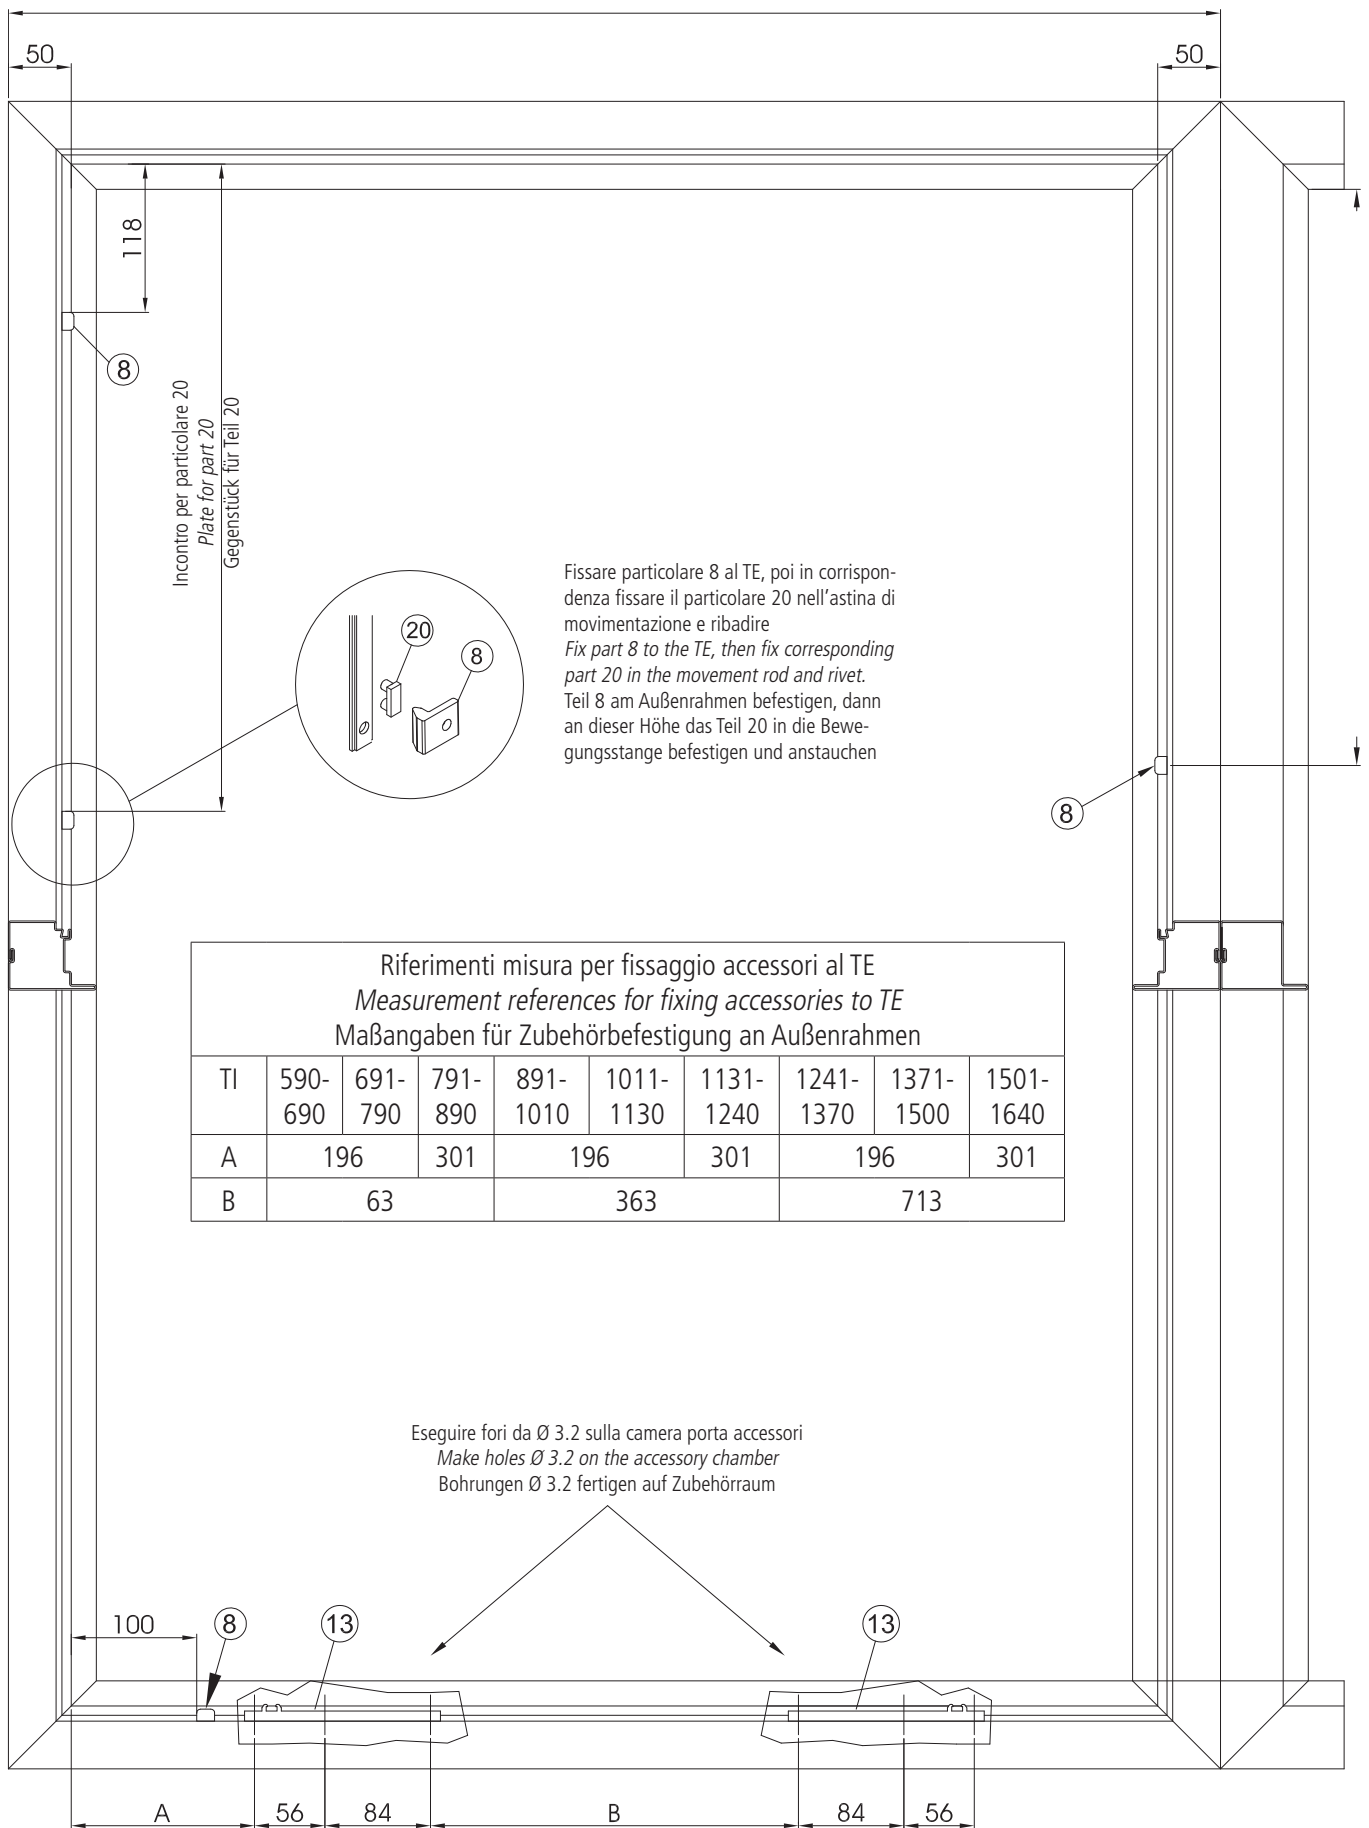 50
50
118
8
Incontro per particolare 20
Plate for part 20
Gegenstück für Teil 20
Fissare particolare 8 al TE, poi in corrispon-
denza fissare il particolare 20 nell'astina di
movimentazione e ribadire
Fix part 8 to the TE, then fix corresponding
part 20 in the movement rod and rivet.
Teil 8 am Außenrahmen befestigen, dann
an dieser Höhe das Teil 20 in die Bewe-
gungsstange befestigen und anstauchen
20
8
8
Riferimenti misura per fissaggio accessori al TE
Measurement references for fixing accessories to TE
Maßangaben für Zubehörbefestigung an Außenrahmen
TI 590- 691- 791- 891- 1011- 1131- 1241- 1371- 1501-
690 790 890 1010 1130 1240 1370 1500 1640
A 196 301 196 301 196 301
B 63 363 713
Eseguire fori da Ø 3.2 sulla camera porta accessori
Make holes Ø 3.2 on the accessory chamber
Bohrungen Ø 3.2 fertigen auf Zubehörraum
100 8 13 13
A 56 84 B 84 56